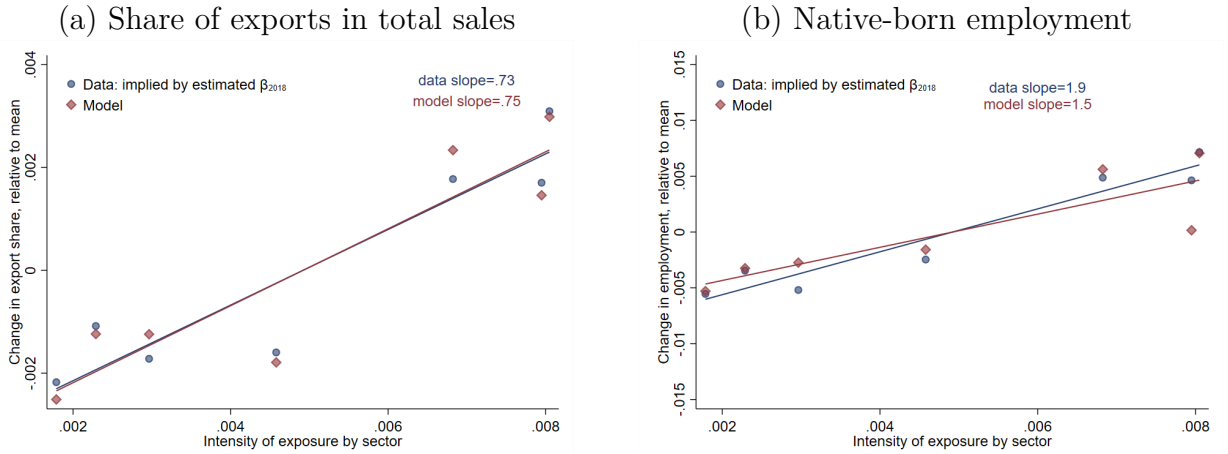 (a) Share of exports in total sales
Change in export share, relative to mean
.004
.002
0
-.002
Data: implied by estimated β2018
Model
data slope=.73
model slope=.75
.002 .004 .006 .008
Intensity of exposure by sector
(b) Native-born employment
Change in employment, relative to mean
.015
.01
.005
0
-.005
-.01
-.015
Data: implied by estimated β2018
Model
data slope=1.9
model slope=1.5
.002 .004 .006 .008
Intensity of exposure by sector